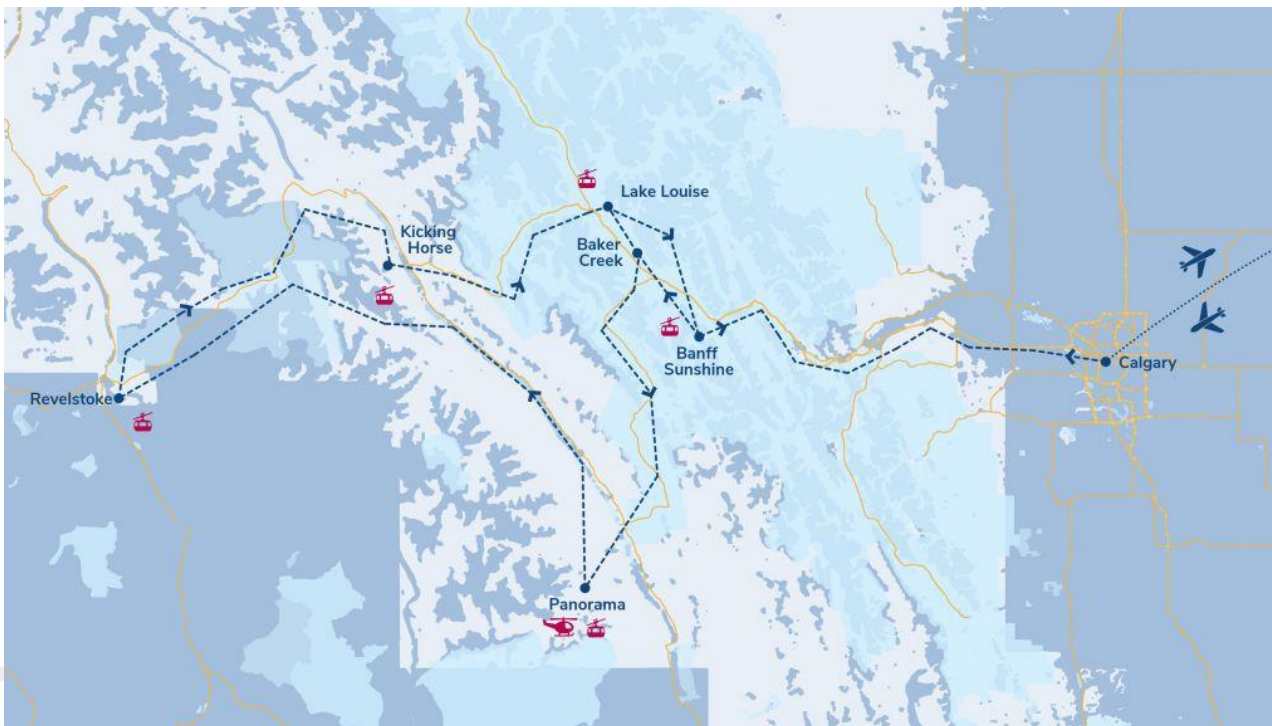 Lake Louise
Kicking
Horse
Baker
Creek
Banff
Sunshine
Calgary
Revelstoke
Panorama